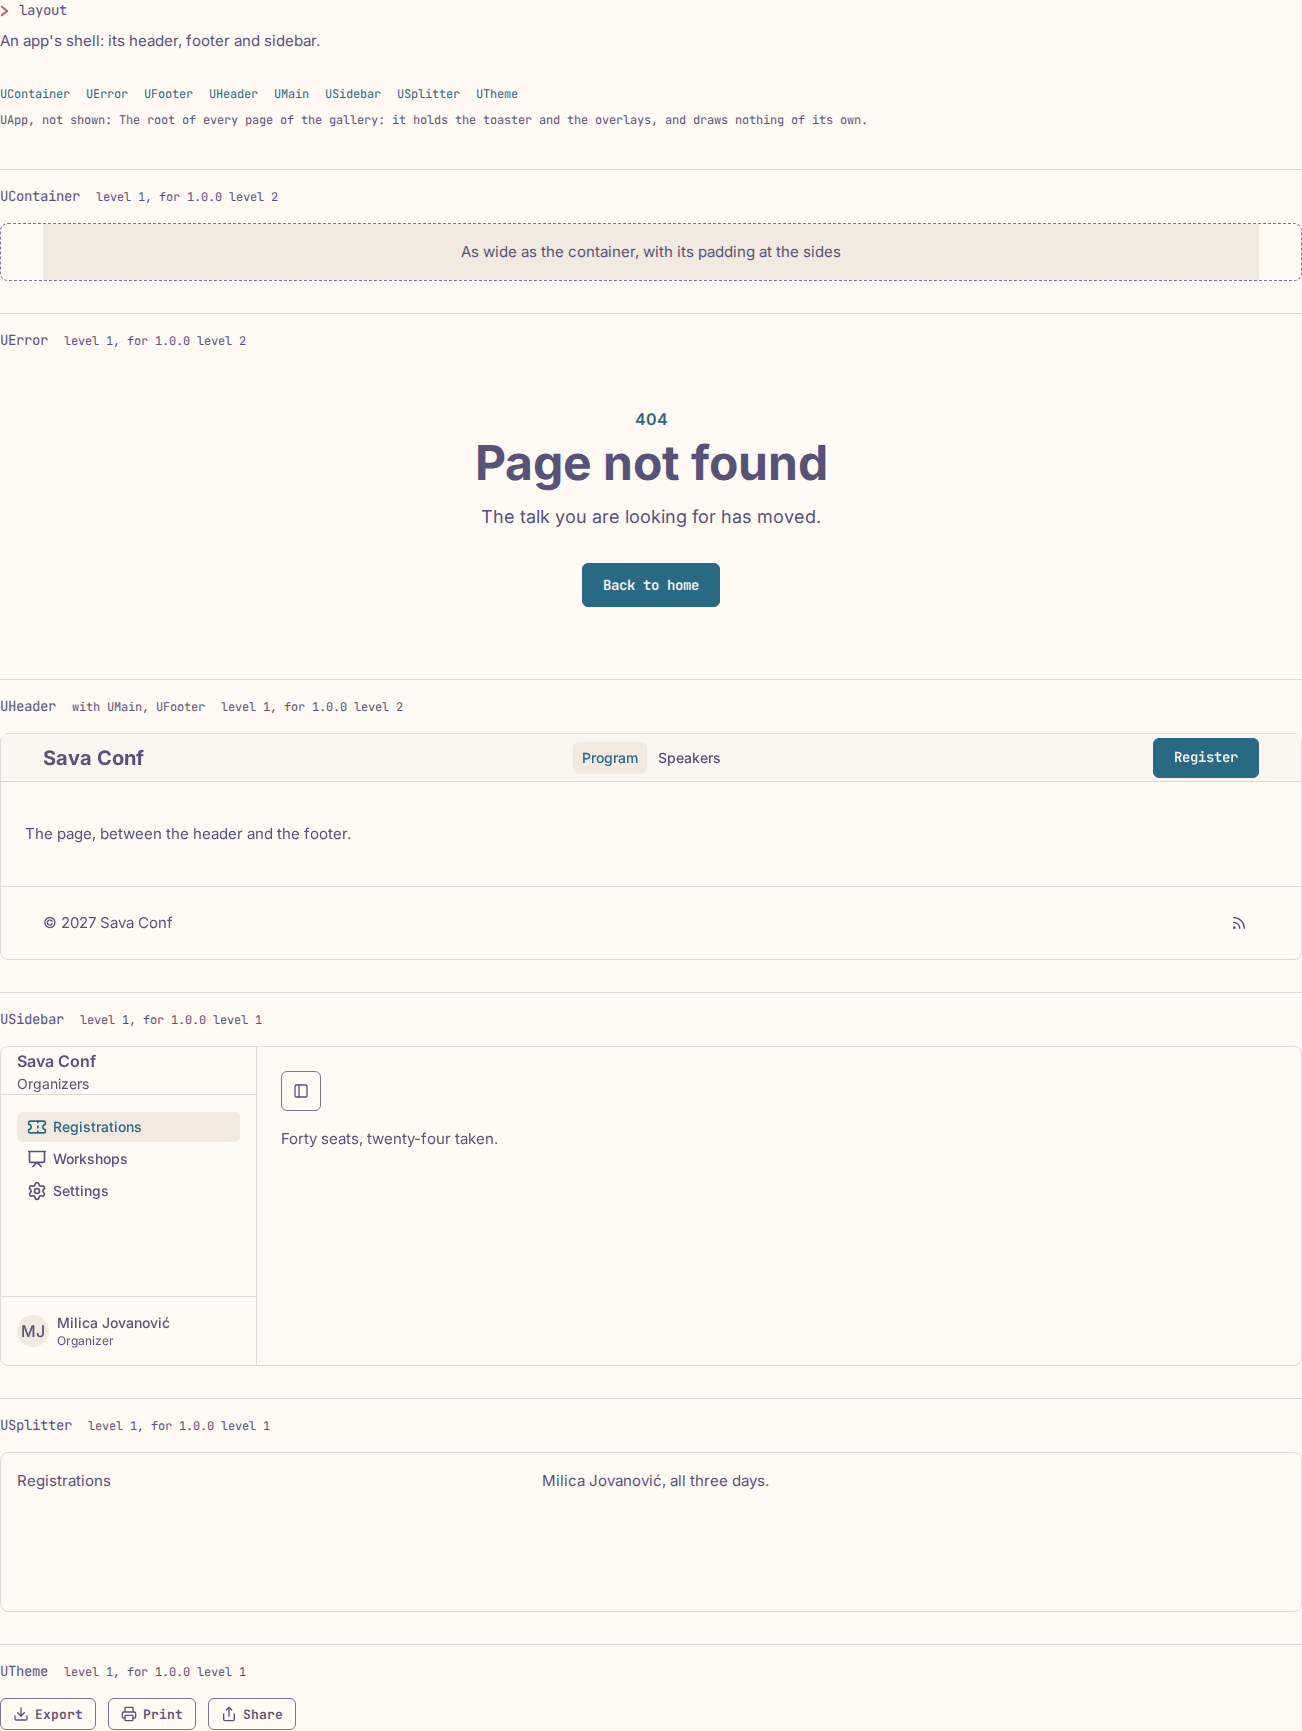 layout
An app's shell: its header, footer and sidebar.
UContainer UError UFooter UHeader UMain USidebar USplitter UTheme
UApp, not shown: The root of every page of the gallery: it holds the toaster and the overlays, and draws nothing of its own.
UContainer level 1, for 1.0.0 level 2
As wide as the container, with its padding at the sides
UError level 1, for 1.0.0 level 2
404
Page not found
The talk you are looking for has moved.
Back to home
UHeader with UMain, UFooter level 1, for 1.0.0 level 2
Sava Conf Program Speakers Register
The page, between the header and the footer.
© 2027 Sava Conf
USidebar level 1, for 1.0.0 level 1
Sava Conf
Organizers
Registrations
Workshops
Settings
MJ Milica Jovanović
Organizer
Forty seats, twenty-four taken.
USplitter level 1, for 1.0.0 level 1
Registrations Milica Jovanović, all three days.
UTheme level 1, for 1.0.0 level 1
Export Print Share